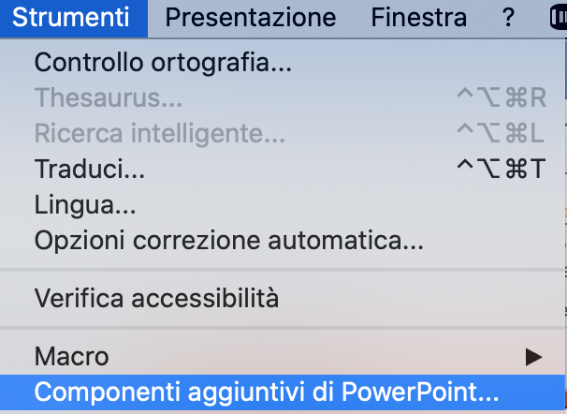 Strumenti Presentazione Finestra ?
Controllo ortografia...
Thesaurus... ^⌥⌘R
Ricerca intelligente... ^⌥⌘L
Traduci... ^⌥⌘T
Lingua...
Opzioni correzione automatica...
Verifica accessibilità
Macro ▶
Componenti aggiuntivi di PowerPoint...